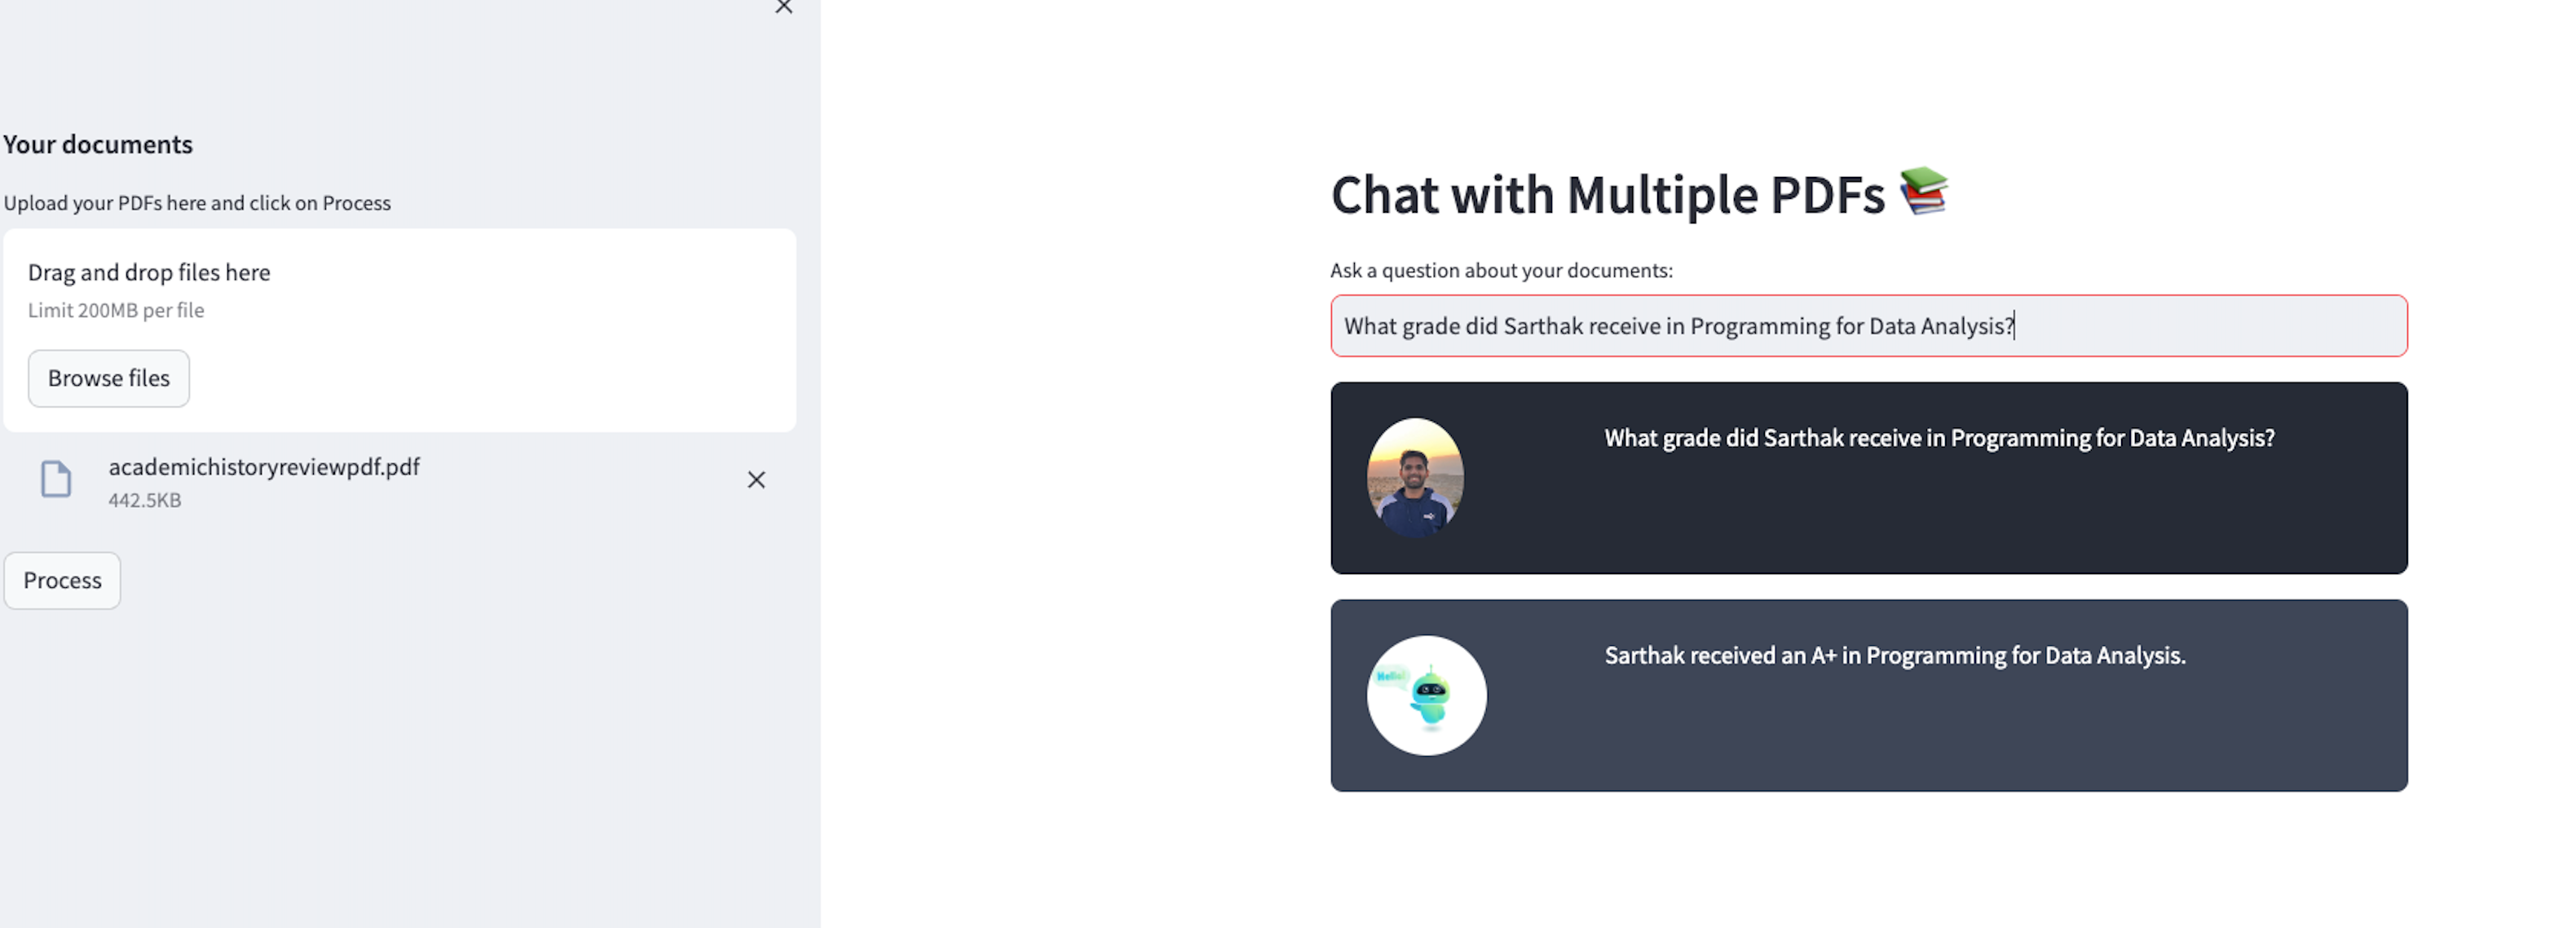 Your documents
Upload your PDFs here and click on Process
Drag and drop files here
Limit 200MB per file
Browse files
academichistoryreviewpdf.pdf
442.5KB
Process
Chat with Multiple PDFs
Ask a question about your documents:
What grade did Sarthak receive in Programming for Data Analysis?
What grade did Sarthak receive in Programming for Data Analysis?
Hello!
Sarthak received an A+ in Programming for Data Analysis.